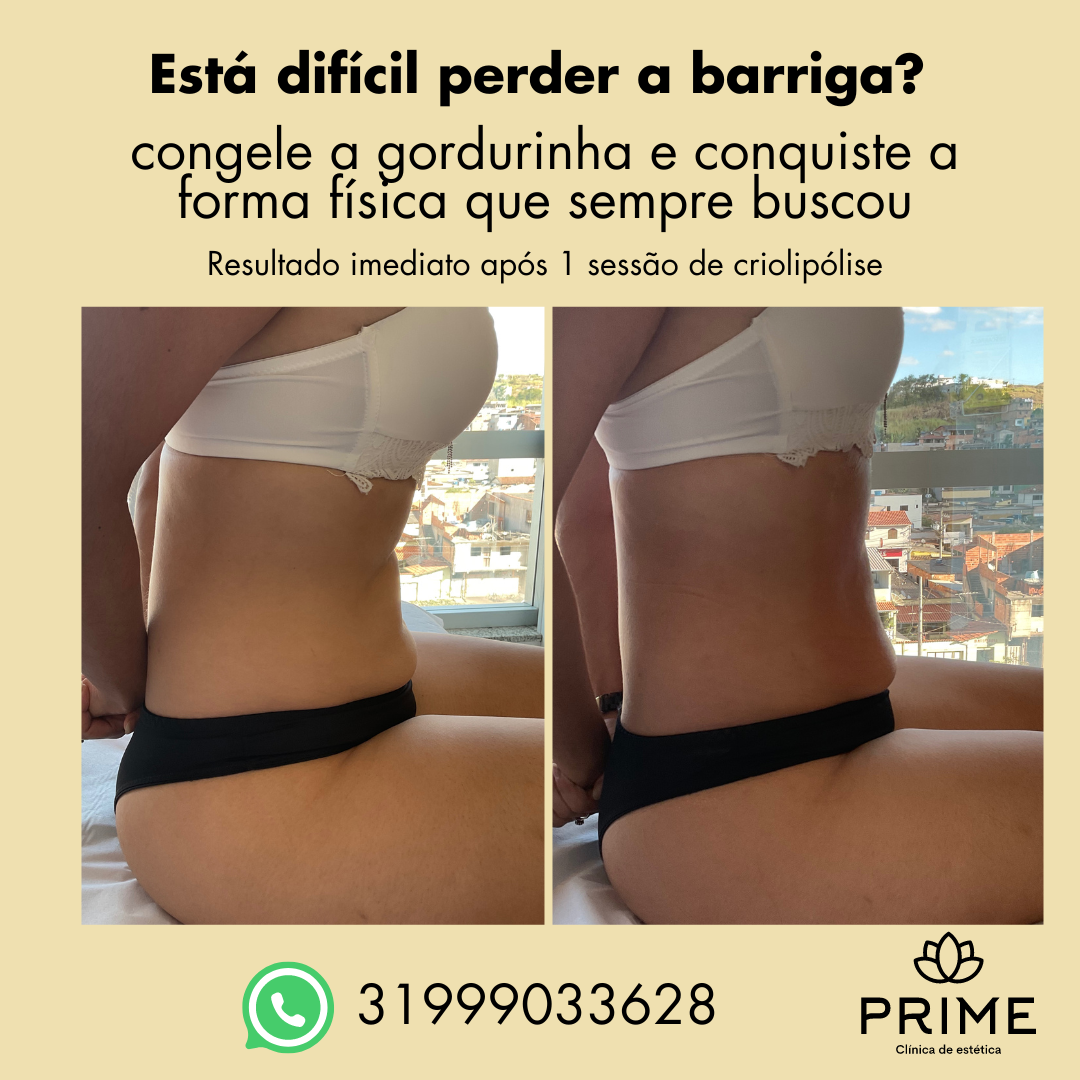 Está difícil perder a barriga?
congele a gordurinha e conquiste a
forma física que sempre buscou
Resultado imediato após 1 sessão de criolipólise
31999033628
PRIME
Clínica de estética